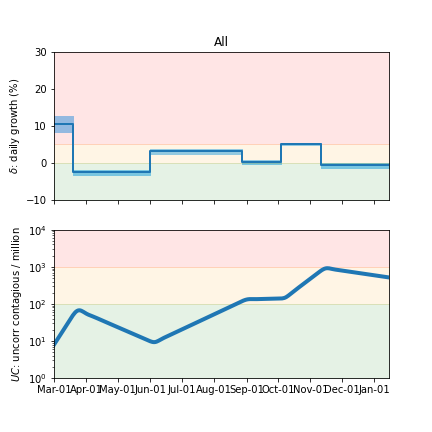 All
δ: daily growth (%)
30
20
10
0
−10
UC: uncorr contagious / million
10⁴
10³
10²
10¹
10⁰
Mar-01 Apr-01 May-01 Jun-01 Jul-01 Aug-01 Sep-01 Oct-01 Nov-01 Dec-01 Jan-01